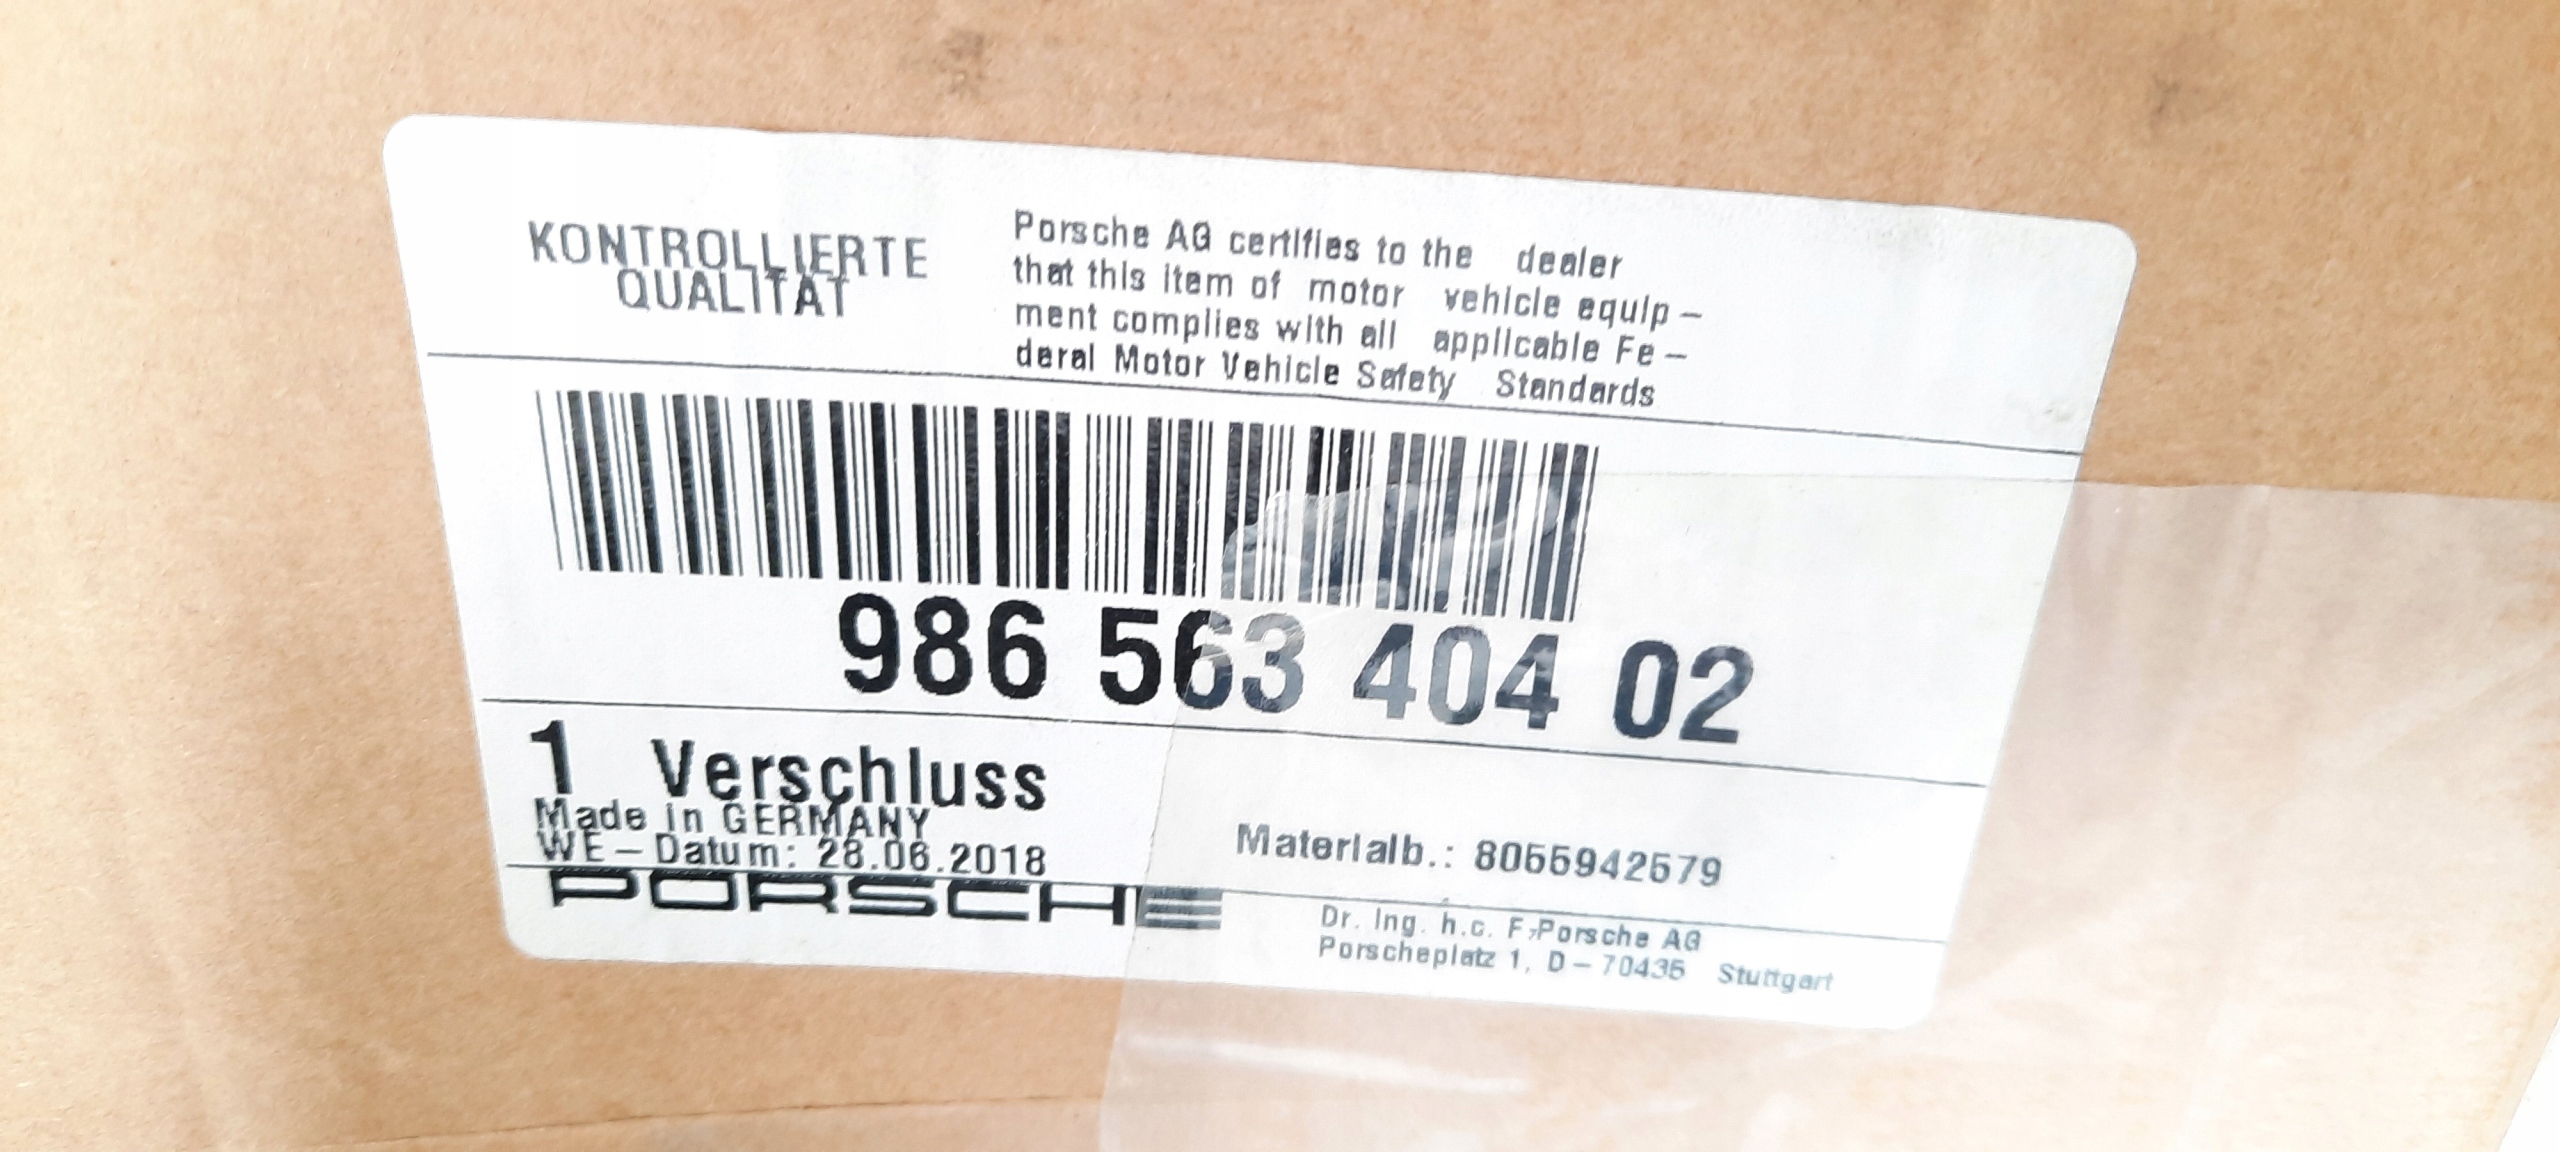 KONTROLLIERTE
QUALITÄT
Porsche AG certifies to the dealer
that this item of motor vehicle equip-
ment complies with all applicable Fe-
deral Motor Vehicle Safety Standards
986 563 404 02
1 Verschluss
Made in GERMANY
WE-Datum: 28.06.2018
Materialb.: 8055942579
PORSCHE
Dr. Ing. h.c. F. Porsche AG
Porscheplatz 1, D-70435 Stuttgart